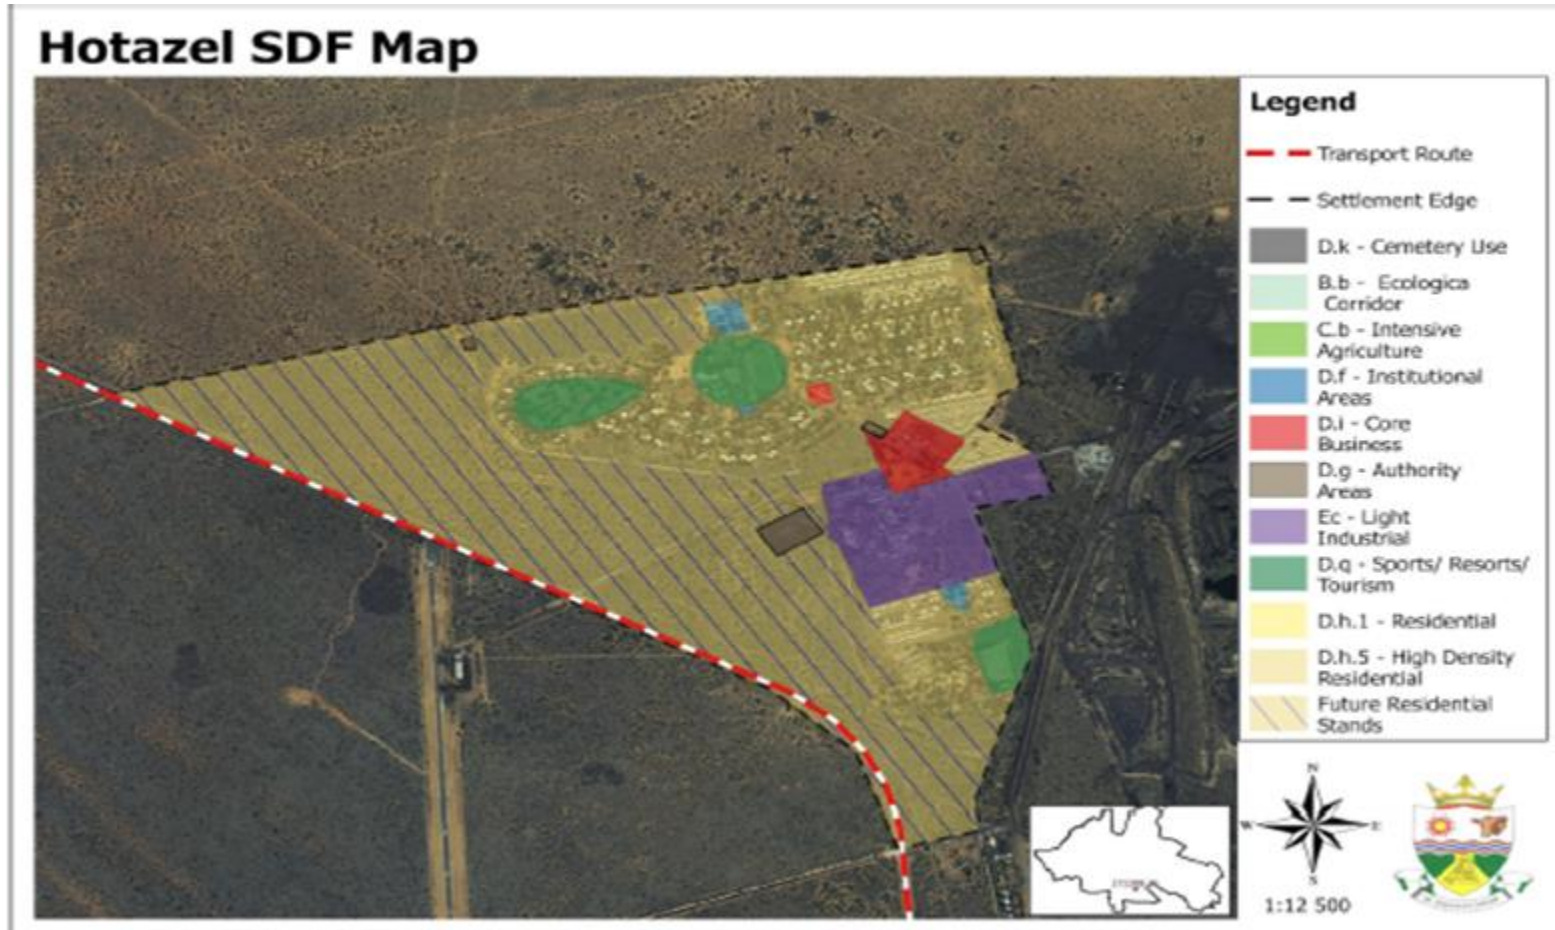 Hotazel SDF Map
Legend
Transport Route
Settlement Edge
D.k - Cemetery Use
B.b - Ecologica
Corridor
C.b - Intensive
Agriculture
D.f - Institutional
Areas
D.i - Core
Business
D.g - Authority
Areas
Ec - Light
Industrial
D.q - Sports/ Resorts/
Tourism
D.h.1 - Residential
D.h.5 - High Density
Residential
Future Residential
Stands
N
W
E
S
1:12 500